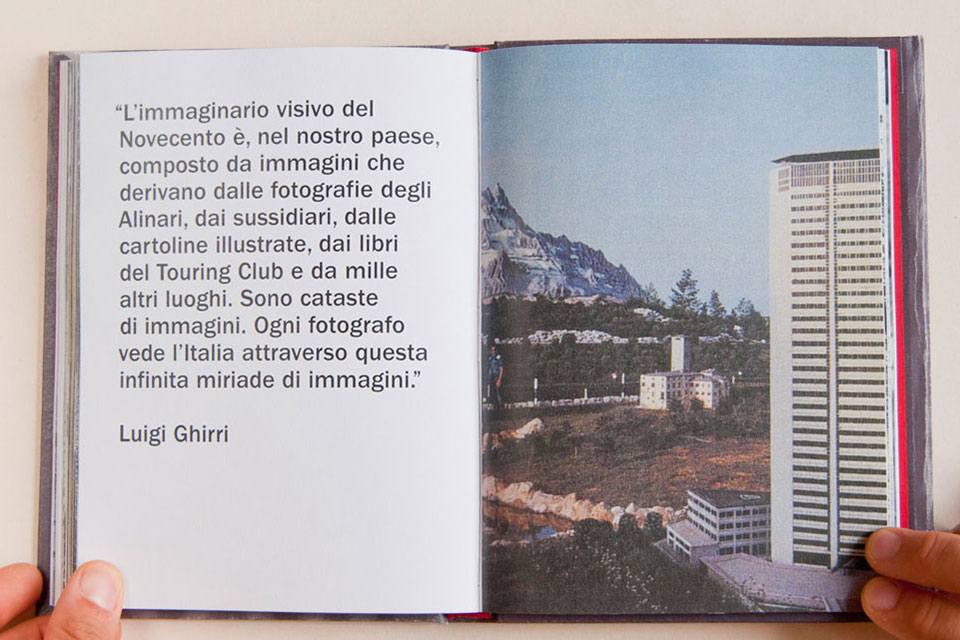 “L’immaginario visivo del
Novecento è, nel nostro paese,
composto da immagini che
derivano dalle fotografie degli
Alinari, dai sussidiari, dalle
cartoline illustrate, dai libri
del Touring Club e da mille
altri luoghi. Sono cataste
di immagini. Ogni fotografo
vede l’Italia attraverso questa
infinita miriade di immagini.”
Luigi Ghirri